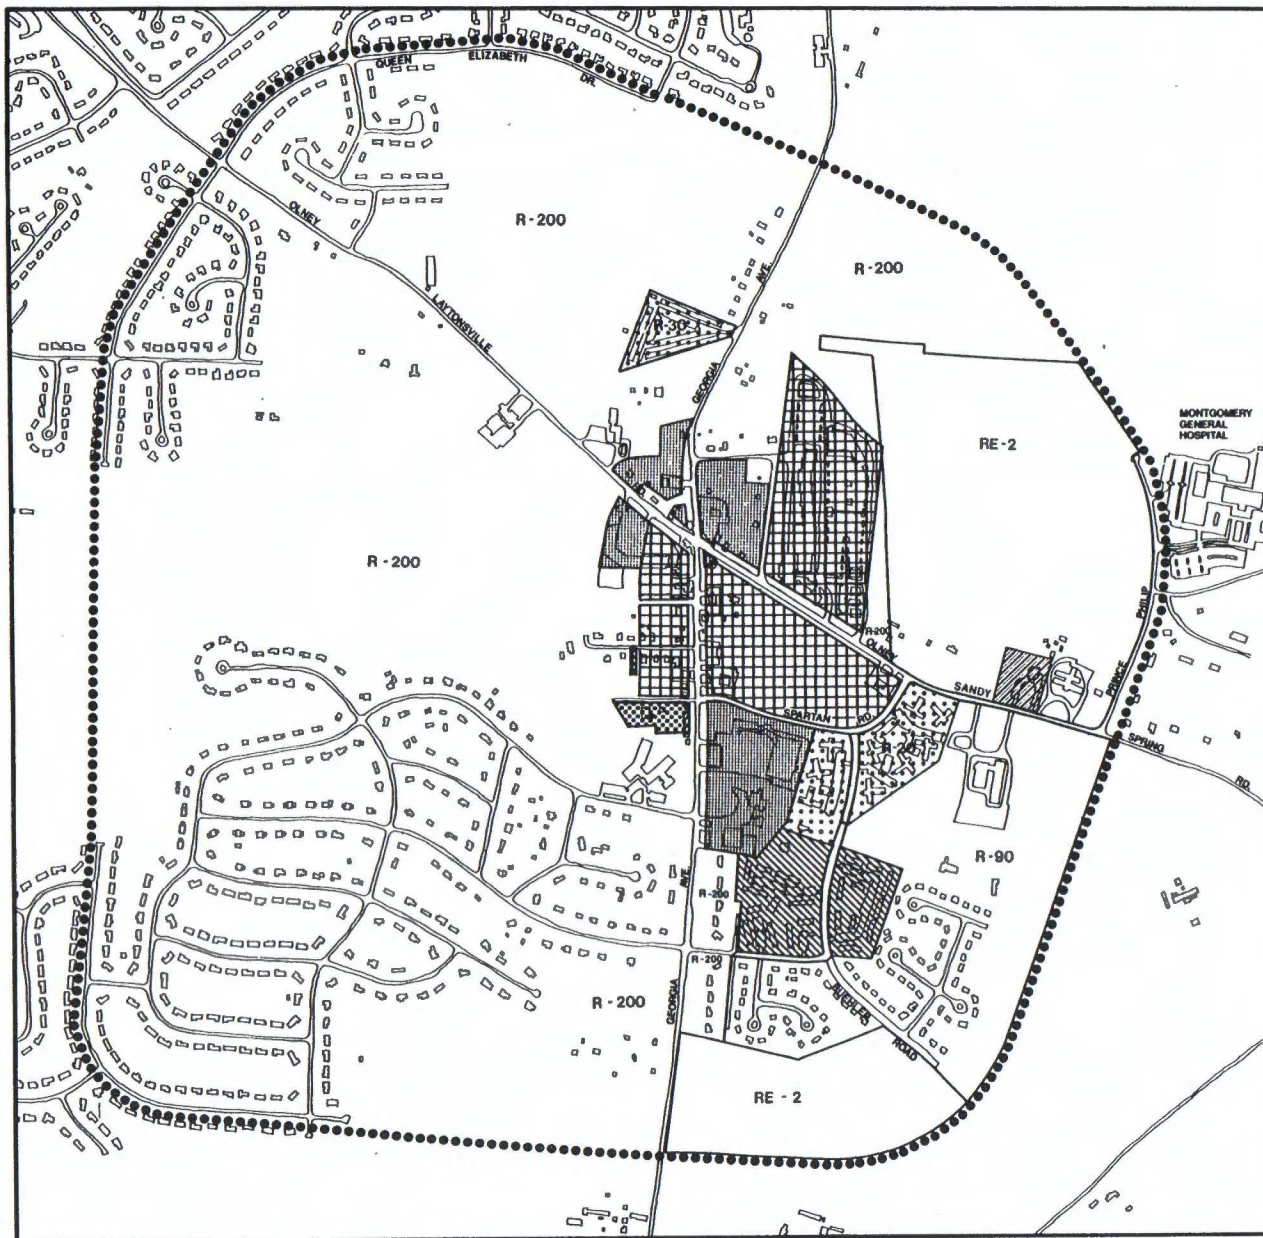 QUEEN
ELIZABETH
DR.
OLNEY
R-200
AVE.
R-200
LAYTONSVILLE
R-30
GEORGIA
MONTGOMERY
GENERAL
HOSPITAL
RE-2
R-200
PHILIP
R-200
OLNEY
PRINCE
SANDY
SPARTAN
RD.
SPRING
RD.
R-90
AVE.
R-200
R-200
R-200
GEORGIA
ROAD
RE - 2